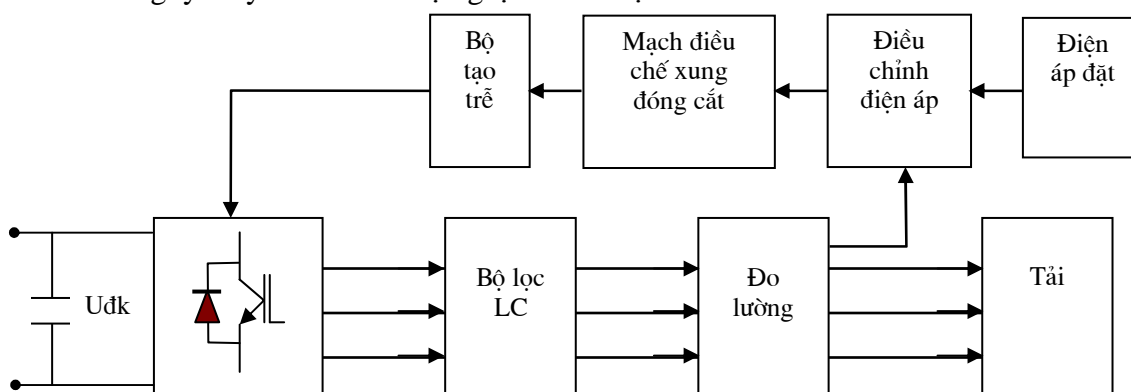 Bộ
tạo
trễ
Mạch điều
chế xung
đóng cắt
Điều
chỉnh
điện áp
Điện
áp đặt
Uđk
Bộ lọc
LC
Đo
lường
Tải